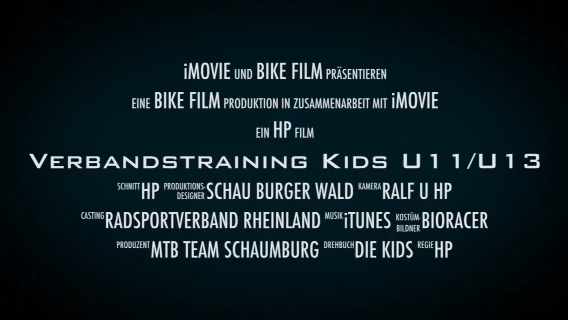 iMOVIE UND BIKE FILM PRÄSENTIEREN
EINE BIKE FILM PRODUKTION IN ZUSAMMENARBEIT MIT iMOVIE
EIN HP FILM
VERBANDSTRAINING KIDS U11/U13
SCHNITT HP PRODUKTIONS-DESIGNER SCHAU BURGER WALD KAMERA RALF U HP
CASTING RADSPORTVERBAND RHEINLAND MUSIK iTUNES KOSTÜM-BILDNER BIORACER
PRODUZENT MTB TEAM SCHAUMBURG DREHBUCH DIE KIDS REGIE HP